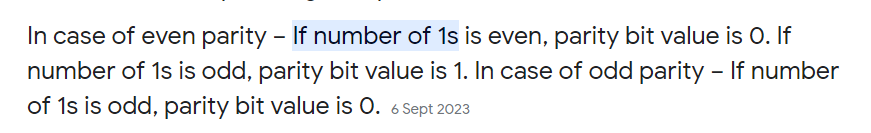 In case of even parity – If number of 1s is even, parity bit value is 0. If
number of 1s is odd, parity bit value is 1. In case of odd parity – If number
of 1s is odd, parity bit value is 0. 6 Sept 2023